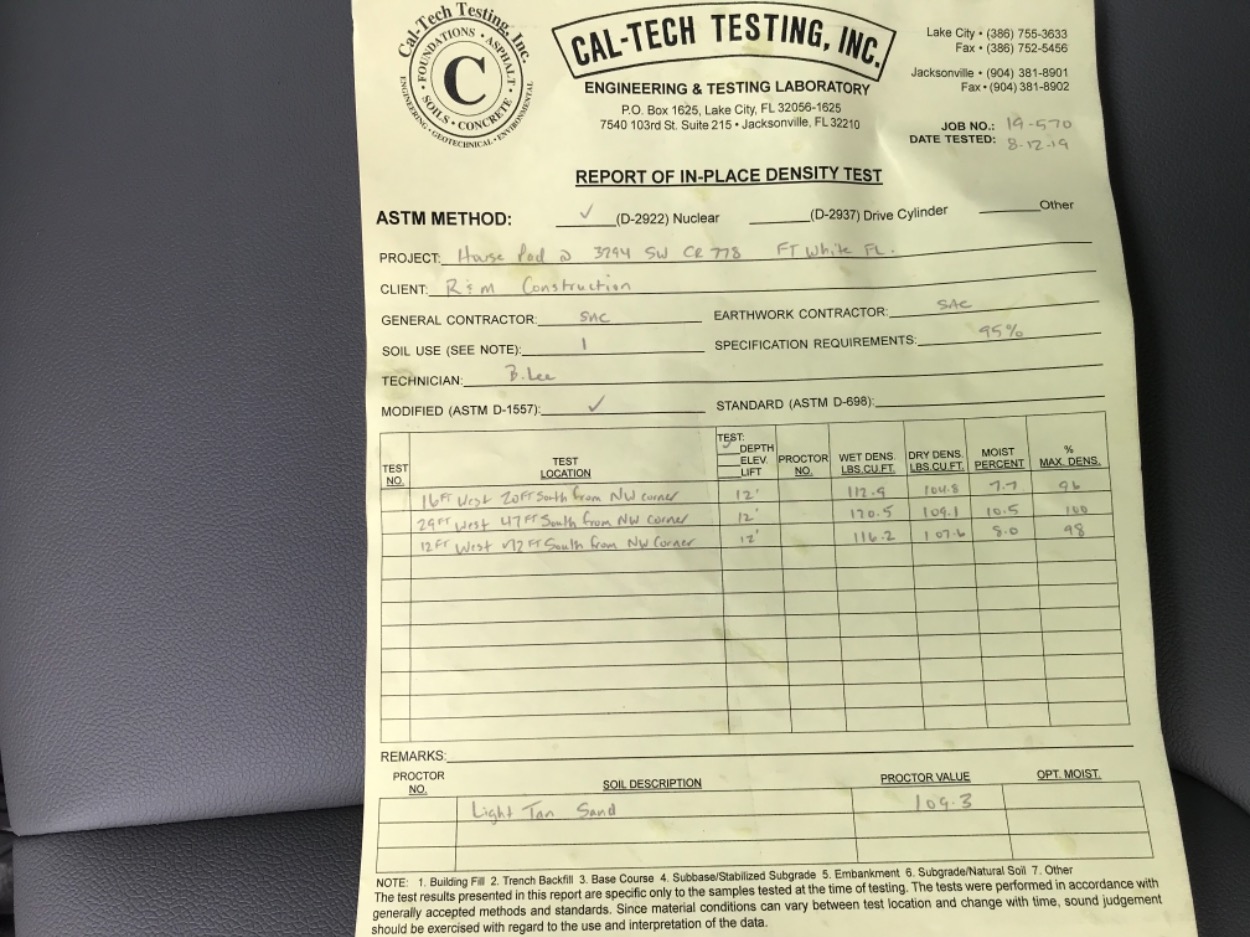 Cal-Tech Testing, Inc.
• FOUNDATIONS • ASPHALT • SOILS • CONCRETE
C
ENGINEERING • GEOTECHNICAL • ENVIRONMENTAL
CAL-TECH TESTING, INC.
ENGINEERING & TESTING LABORATORY
P.O. Box 1625, Lake City, FL 32056-1625
7540 103rd St. Suite 215 • Jacksonville, FL 32210
Lake City • (386) 755-3633
Fax • (386) 752-5456
Jacksonville • (904) 381-8901
Fax • (904) 381-8902
JOB NO.: 19-570
DATE TESTED: 8-12-19
REPORT OF IN-PLACE DENSITY TEST
ASTM METHOD: ✓ (D-2922) Nuclear (D-2937) Drive Cylinder Other
PROJECT: House Pad @ 3794 SW CR 778 FT White FL.
CLIENT: R & M Construction
GENERAL CONTRACTOR: SAC EARTHWORK CONTRACTOR: SAC
SOIL USE (SEE NOTE): 1 SPECIFICATION REQUIREMENTS: 95%
TECHNICIAN: B. Lee
MODIFIED (ASTM D-1557): ✓ STANDARD (ASTM D-698):
TEST NO. TEST LOCATION TEST: DEPTH ELEV. LIFT PROCTOR NO. WET DENS. LBS.CU.FT. DRY DENS. LBS.CU.FT. MOIST PERCENT % MAX. DENS.
16FT West 20FT South from NW corner 12' 112.9 104.8 7.7 96
29FT West 47FT South from NW corner 12' 120.5 109.1 10.5 100
12FT West 72FT South from NW Corner 12' 116.2 107.6 8.0 98
REMARKS:
PROCTOR NO. SOIL DESCRIPTION PROCTOR VALUE OPT. MOIST.
Light Tan Sand 109.3
NOTE: 1. Building Fill 2. Trench Backfill 3. Base Course 4. Subbase/Stabilized Subgrade 5. Embankment 6. Subgrade/Natural Soil 7. Other
The test results presented in this report are specific only to the samples tested at the time of testing. The tests were performed in accordance with
generally accepted methods and standards. Since material conditions can vary between test location and change with time, sound judgement
should be exercised with regard to the use and interpretation of the data.